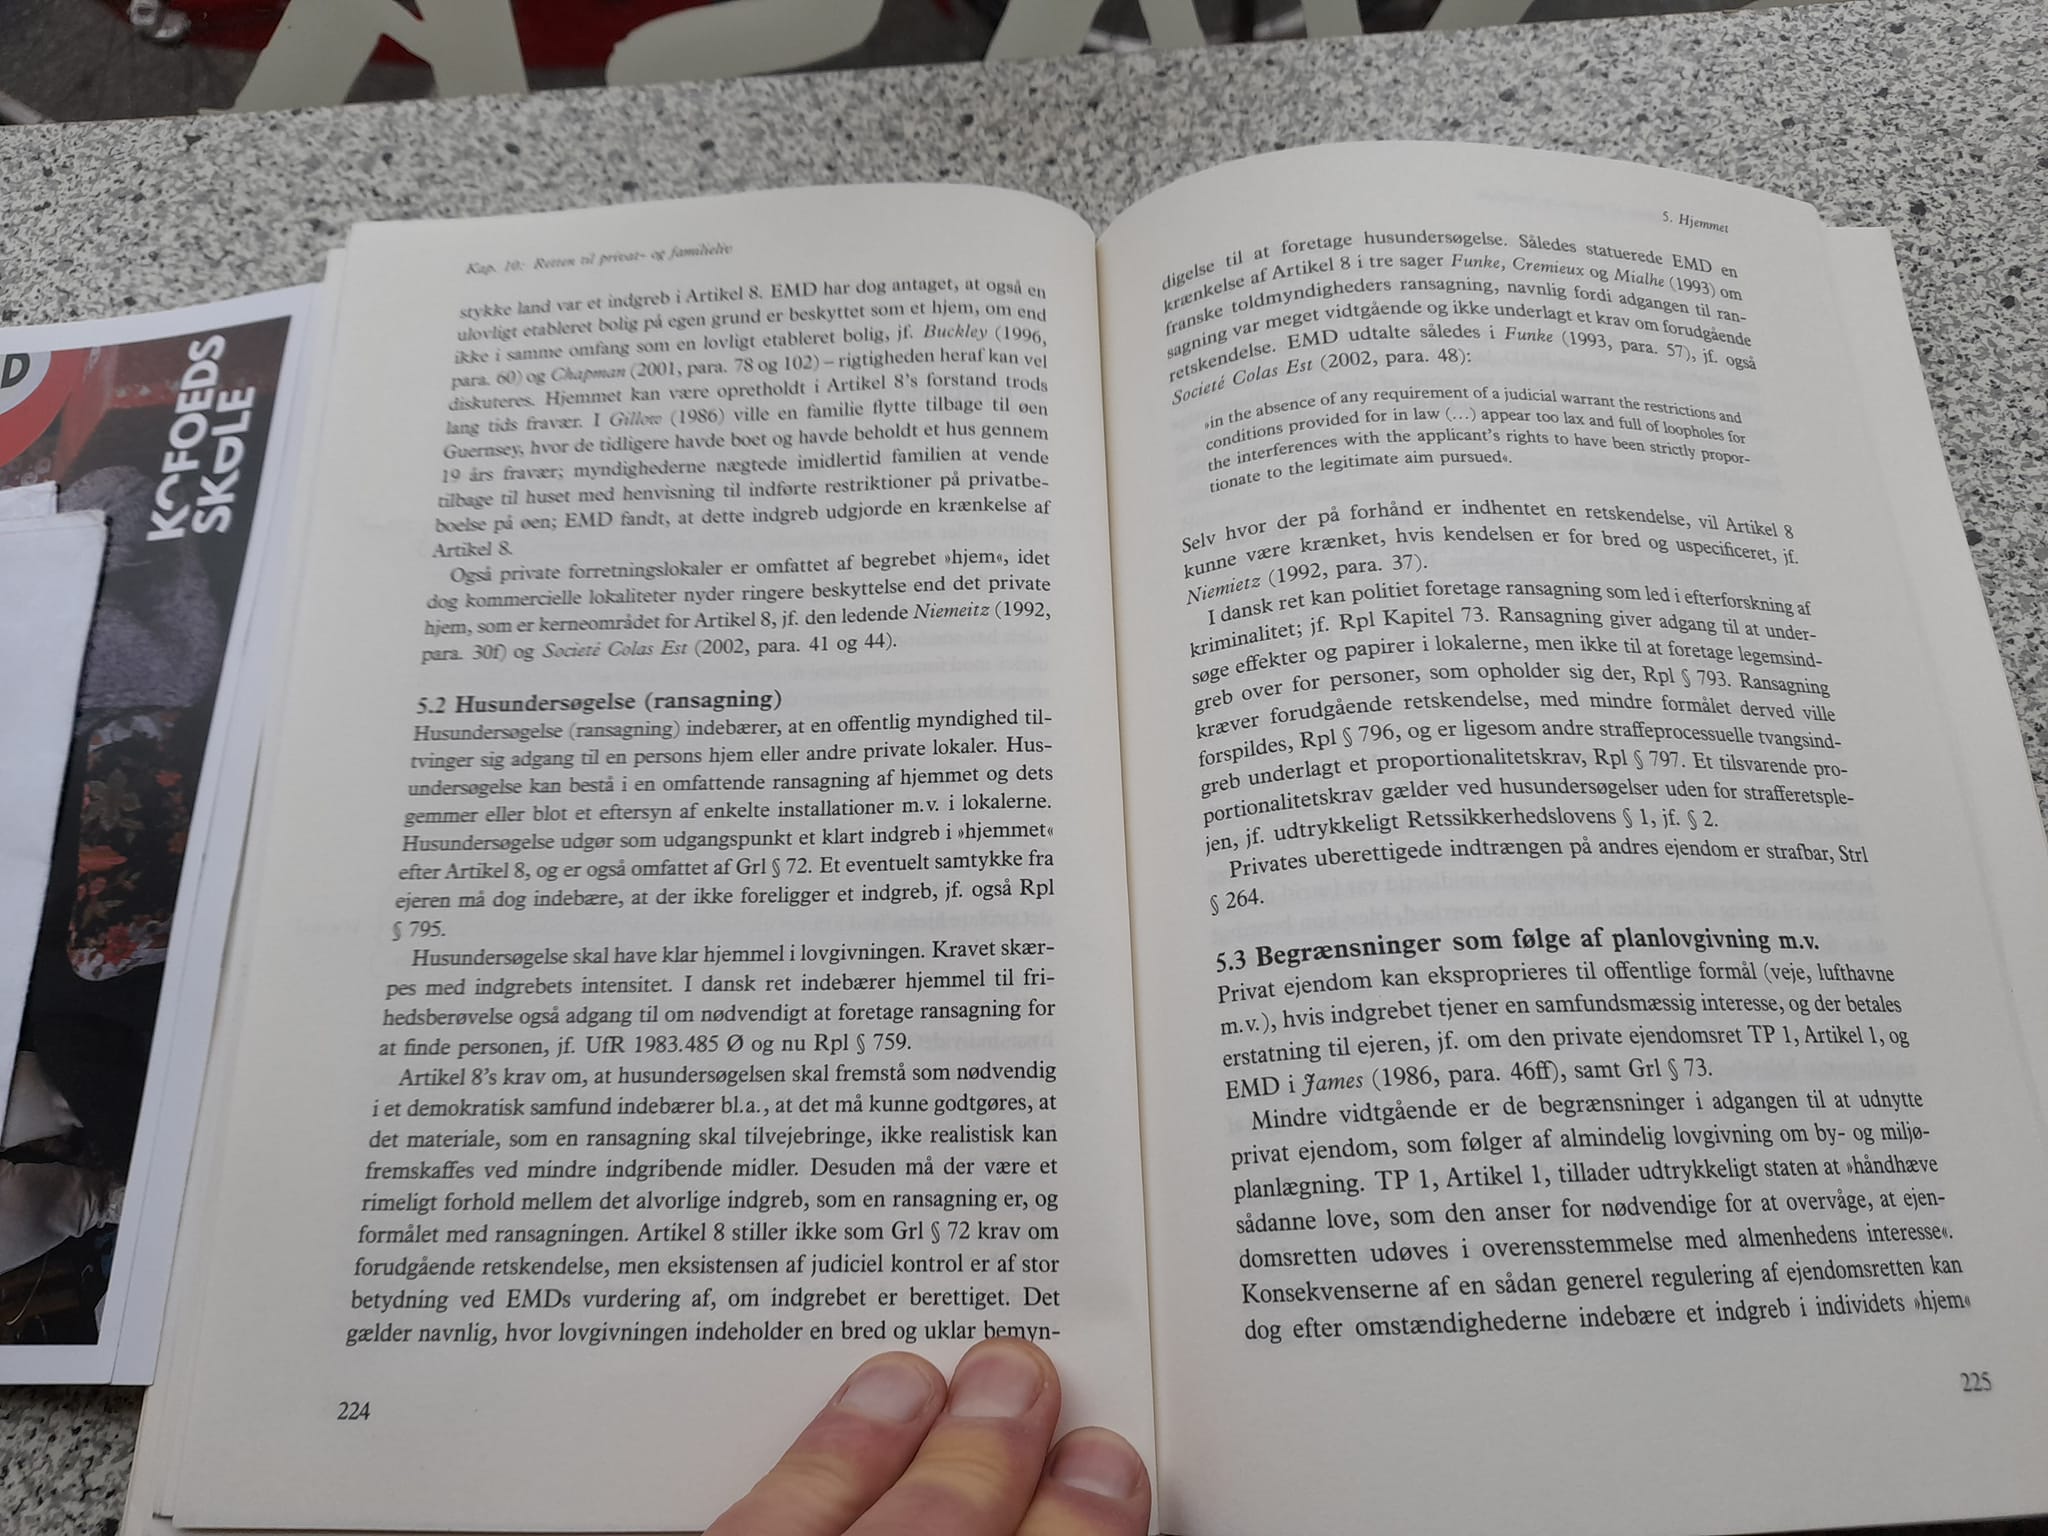 D
KOFOEDS
SKOLE
Kap. 10: Retten til privat- og familieliv
stykke land var et indgreb i Artikel 8. EMD har dog antaget, at også en
ulovligt etableret bolig på egen grund er beskyttet som et hjem, om end
ikke i samme omfang som en lovligt etableret bolig, jf. Buckley (1996,
para. 60) og Chapman (2001, para. 78 og 102) – rigtigheden heraf kan vel
diskuteres. Hjemmet kan være opretholdt i Artikel 8's forstand trods
lang tids fravær. I Gillow (1986) ville en familie flytte tilbage til øen
Guernsey, hvor de tidligere havde boet og havde beholdt et hus gennem
19 års fravær; myndighederne nægtede imidlertid familien at vende
tilbage til huset med henvisning til indførte restriktioner på privatbe-
boelse på øen; EMD fandt, at dette indgreb udgjorde en krænkelse af
Artikel 8.
Også private forretningslokaler er omfattet af begrebet »hjem«, idet
dog kommercielle lokaliteter nyder ringere beskyttelse end det private
hjem, som er kerneområdet for Artikel 8, jf. den ledende Niemeitz (1992,
para. 30f) og Societé Colas Est (2002, para. 41 og 44).
5.2 Husundersøgelse (ransagning)
Husundersøgelse (ransagning) indebærer, at en offentlig myndighed til-
tvinger sig adgang til en persons hjem eller andre private lokaler. Hus-
undersøgelse kan bestå i en omfattende ransagning af hjemmet og dets
gemmer eller blot et eftersyn af enkelte installationer m.v. i lokalerne.
Husundersøgelse udgør som udgangspunkt et klart indgreb i »hjemmet«
efter Artikel 8, og er også omfattet af Grl § 72. Et eventuelt samtykke fra
ejeren må dog indebære, at der ikke foreligger et indgreb, jf. også Rpl
§ 795.
Husundersøgelse skal have klar hjemmel i lovgivningen. Kravet skær-
pes med indgrebets intensitet. I dansk ret indebærer hjemmel til fri-
hedsberøvelse også adgang til om nødvendigt at foretage ransagning for
at finde personen, jf. UfR 1983.485 Ø og nu Rpl § 759.
Artikel 8's krav om, at husundersøgelsen skal fremstå som nødvendig
i et demokratisk samfund indebærer bl.a., at det må kunne godtgøres, at
det materiale, som en ransagning skal tilvejebringe, ikke realistisk kan
fremskaffes ved mindre indgribende midler. Desuden må der være et
rimeligt forhold mellem det alvorlige indgreb, som en ransagning er, og
formålet med ransagningen. Artikel 8 stiller ikke som Grl § 72 krav om
forudgående retskendelse, men eksistensen af judiciel kontrol er af stor
betydning ved EMDs vurdering af, om indgrebet er berettiget. Det
gælder navnlig, hvor lovgivningen indeholder en bred og uklar bemyn-
224
5. Hjemmet
digelse til at foretage husundersøgelse. Således statuerede EMD en
krænkelse af Artikel 8 i tre sager Funke, Cremieux og Mialhe (1993) om
franske toldmyndigheders ransagning, navnlig fordi adgangen til ran-
sagning var meget vidtgående og ikke underlagt et krav om forudgående
retskendelse. EMD udtalte således i Funke (1993, para. 57), jf. også
Societé Colas Est (2002, para. 48):
»in the absence of any requirement of a judicial warrant the restrictions and
conditions provided for in law (...) appear too lax and full of loopholes for
the interferences with the applicant's rights to have been strictly propor-
tionate to the legitimate aim pursued«.
Selv hvor der på forhånd er indhentet en retskendelse, vil Artikel 8
kunne være krænket, hvis kendelsen er for bred og uspecificeret, jf.
Niemietz (1992, para. 37).
I dansk ret kan politiet foretage ransagning som led i efterforskning af
kriminalitet; jf. Rpl Kapitel 73. Ransagning giver adgang til at under-
søge effekter og papirer i lokalerne, men ikke til at foretage legemsind-
greb over for personer, som opholder sig der, Rpl § 793. Ransagning
kræver forudgående retskendelse, med mindre formålet derved ville
forspildes, Rpl § 796, og er ligesom andre straffeprocessuelle tvangsind-
greb underlagt et proportionalitetskrav, Rpl § 797. Et tilsvarende pro-
portionalitetskrav gælder ved husundersøgelser uden for strafferetsple-
jen, jf. udtrykkeligt Retssikkerhedslovens § 1, jf. § 2.
Privates uberettigede indtrængen på andres ejendom er strafbar, Strl
§ 264.
5.3 Begrænsninger som følge af planlovgivning m.v.
Privat ejendom kan eksproprieres til offentlige formål (veje, lufthavne
m.v.), hvis indgrebet tjener en samfundsmæssig interesse, og der betales
erstatning til ejeren, jf. om den private ejendomsret TP 1, Artikel 1, og
EMD i James (1986, para. 46ff), samt Grl § 73.
Mindre vidtgående er de begrænsninger i adgangen til at udnytte
privat ejendom, som følger af almindelig lovgivning om by- og miljø-
planlægning. TP 1, Artikel 1, tillader udtrykkeligt staten at »håndhæve
sådanne love, som den anser for nødvendige for at overvåge, at ejen-
domsretten udøves i overensstemmelse med almenhedens interesse«.
Konsekvenserne af en sådan generel regulering af ejendomsretten kan
dog efter omstændighederne indebære et indgreb i individets »hjem«
225